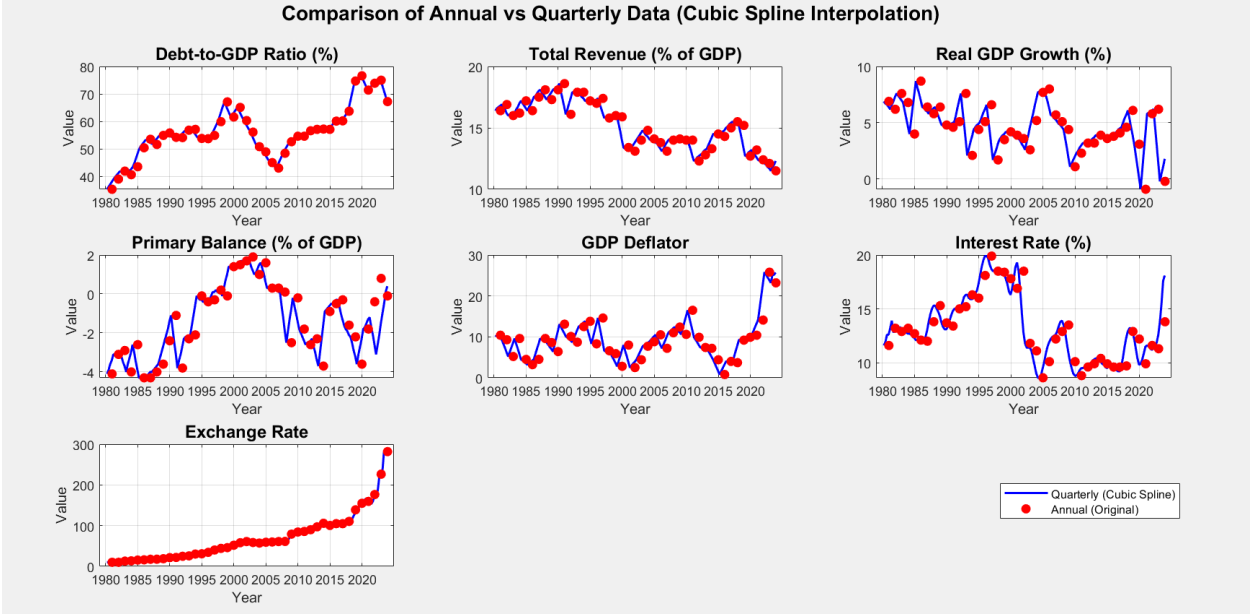 Comparison of Annual vs Quarterly Data (Cubic Spline Interpolation)
Debt-to-GDP Ratio (%)
80
70
60
50
40
Value
1980 1985 1990 1995 2000 2005 2010 2015 2020
Year
Total Revenue (% of GDP)
20
15
10
Value
1980 1985 1990 1995 2000 2005 2010 2015 2020
Year
Real GDP Growth (%)
10
5
0
Value
1980 1985 1990 1995 2000 2005 2010 2015 2020
Year
Primary Balance (% of GDP)
2
0
-2
-4
Value
1980 1985 1990 1995 2000 2005 2010 2015 2020
Year
GDP Deflator
30
20
10
0
Value
1980 1985 1990 1995 2000 2005 2010 2015 2020
Year
Interest Rate (%)
20
15
10
Value
1980 1985 1990 1995 2000 2005 2010 2015 2020
Year
Exchange Rate
300
200
100
0
Value
1980 1985 1990 1995 2000 2005 2010 2015 2020
Year
Quarterly (Cubic Spline)
Annual (Original)